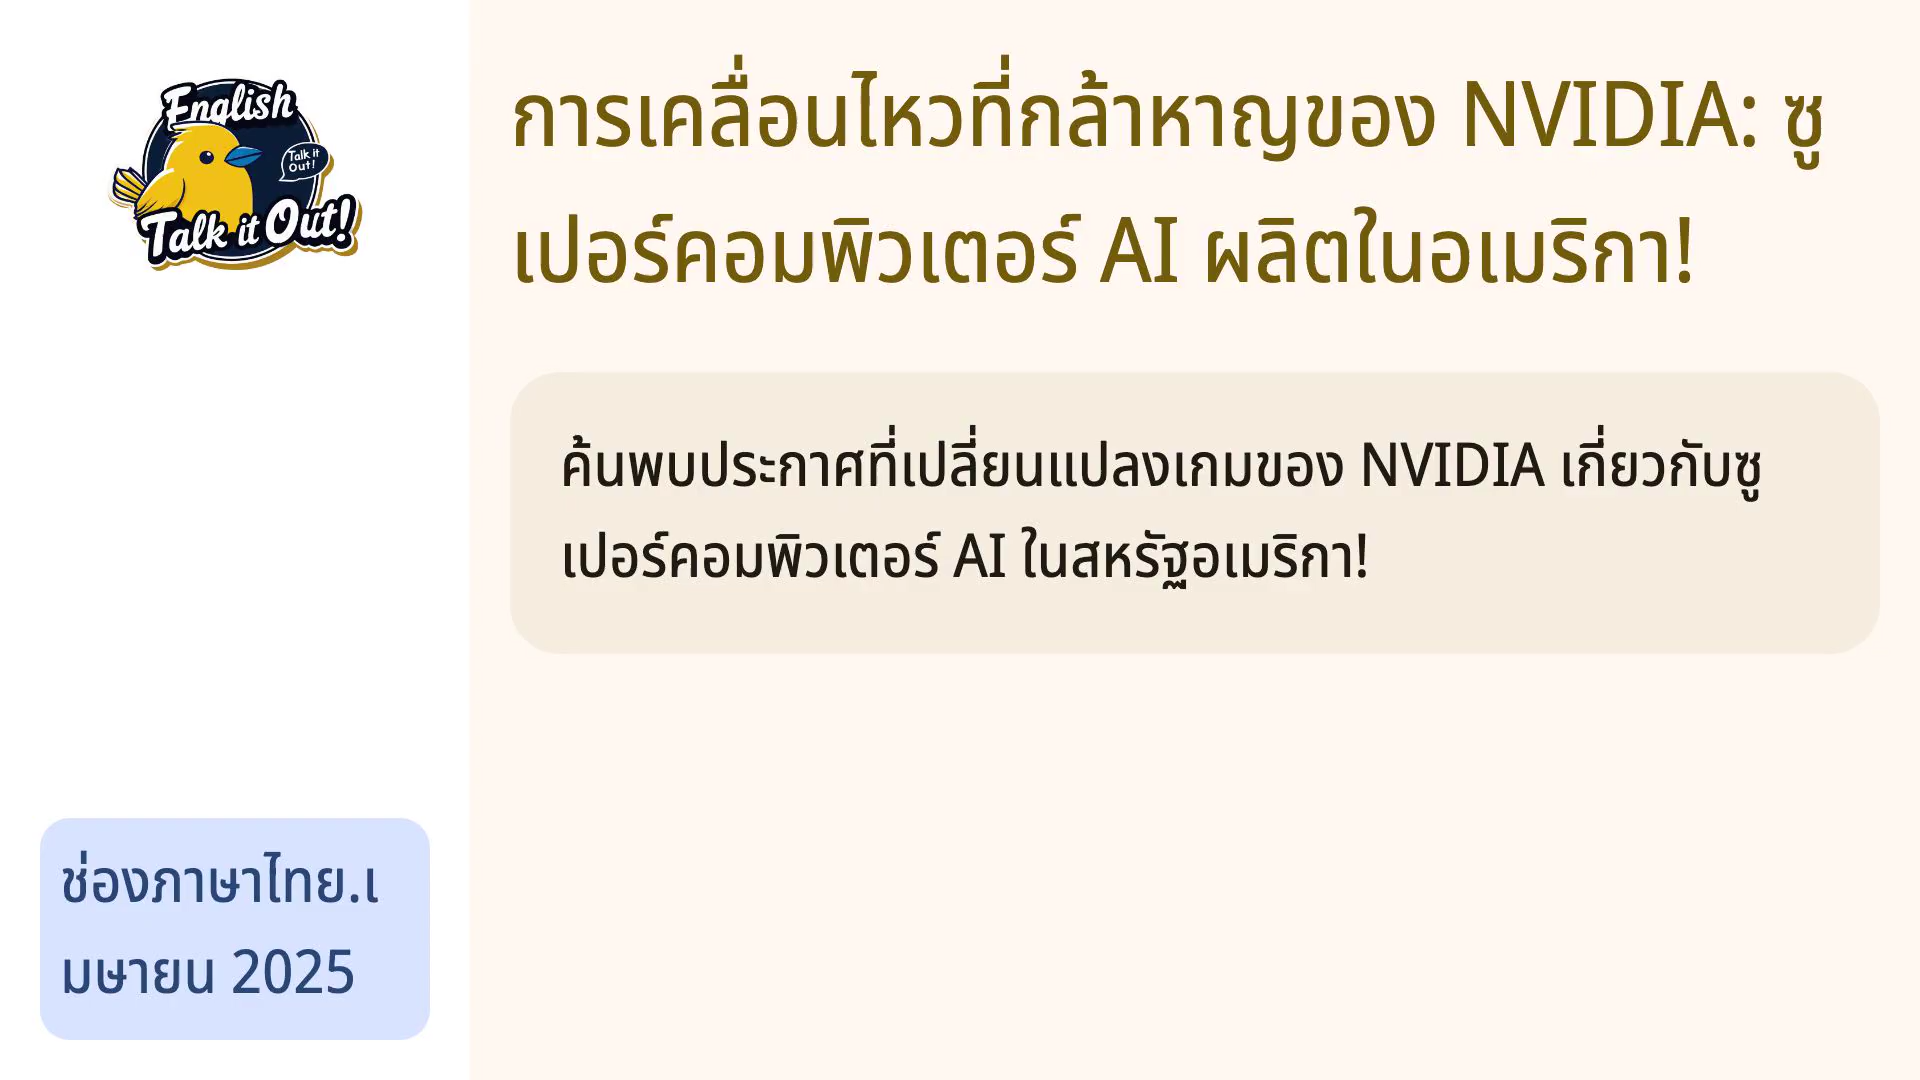 English
Talk it
Out!
Talk it Out!
การเคลื่อนไหวที่กล้าหาญของ NVIDIA: ซู
เปอร์คอมพิวเตอร์ AI ผลิตในอเมริกา!
ค้นพบประกาศที่เปลี่ยนแปลงเกมของ NVIDIA เกี่ยวกับซู
เปอร์คอมพิวเตอร์ AI ในสหรัฐอเมริกา!
ช่องภาษาไทย.เ
มษายน 2025